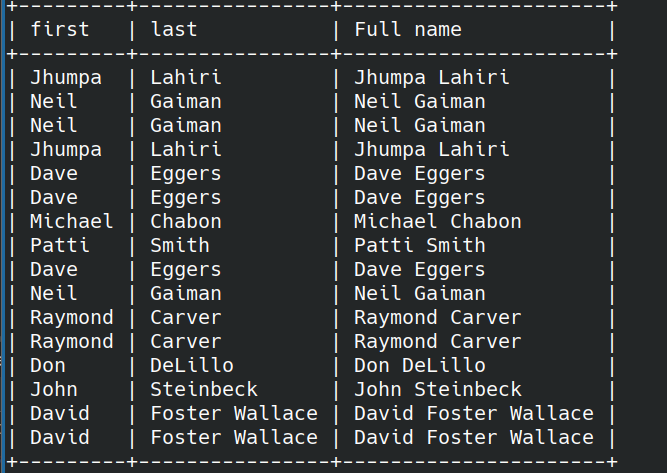 +---------+----------------+----------------------+
| first   | last           | Full name            |
+---------+----------------+----------------------+
| Jhumpa  | Lahiri         | Jhumpa Lahiri        |
| Neil    | Gaiman         | Neil Gaiman          |
| Neil    | Gaiman         | Neil Gaiman          |
| Jhumpa  | Lahiri         | Jhumpa Lahiri        |
| Dave    | Eggers         | Dave Eggers          |
| Dave    | Eggers         | Dave Eggers          |
| Michael | Chabon         | Michael Chabon       |
| Patti   | Smith          | Patti Smith          |
| Dave    | Eggers         | Dave Eggers          |
| Neil    | Gaiman         | Neil Gaiman          |
| Raymond | Carver         | Raymond Carver       |
| Raymond | Carver         | Raymond Carver       |
| Don     | DeLillo        | Don DeLillo          |
| John    | Steinbeck      | John Steinbeck       |
| David   | Foster Wallace | David Foster Wallace |
| David   | Foster Wallace | David Foster Wallace |
+---------+----------------+----------------------+